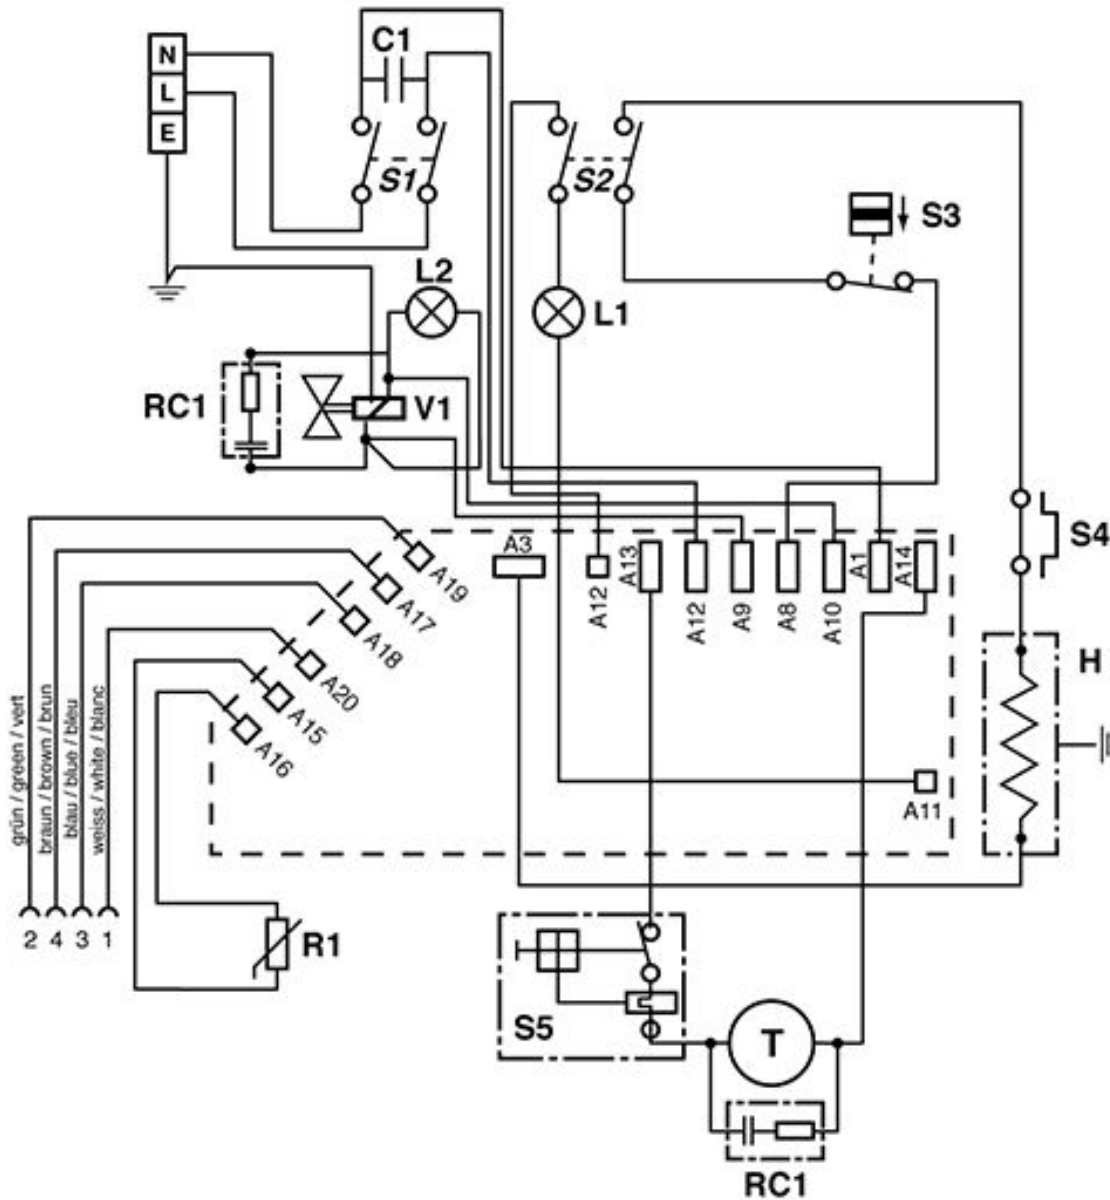 C1
N
L
E
S1
S2
S3
L2
L1
RC1
V1
S4
A3
A13
A1
A14
A12
A12
A9
A8
A10
A19
A17
A18
A20
A15
A16
H
A11
grün / green / vert
braun / brown / brun
blau / blue / bleu
weiss / white / blanc
2 4 3 1
R1
S5
T
RC1